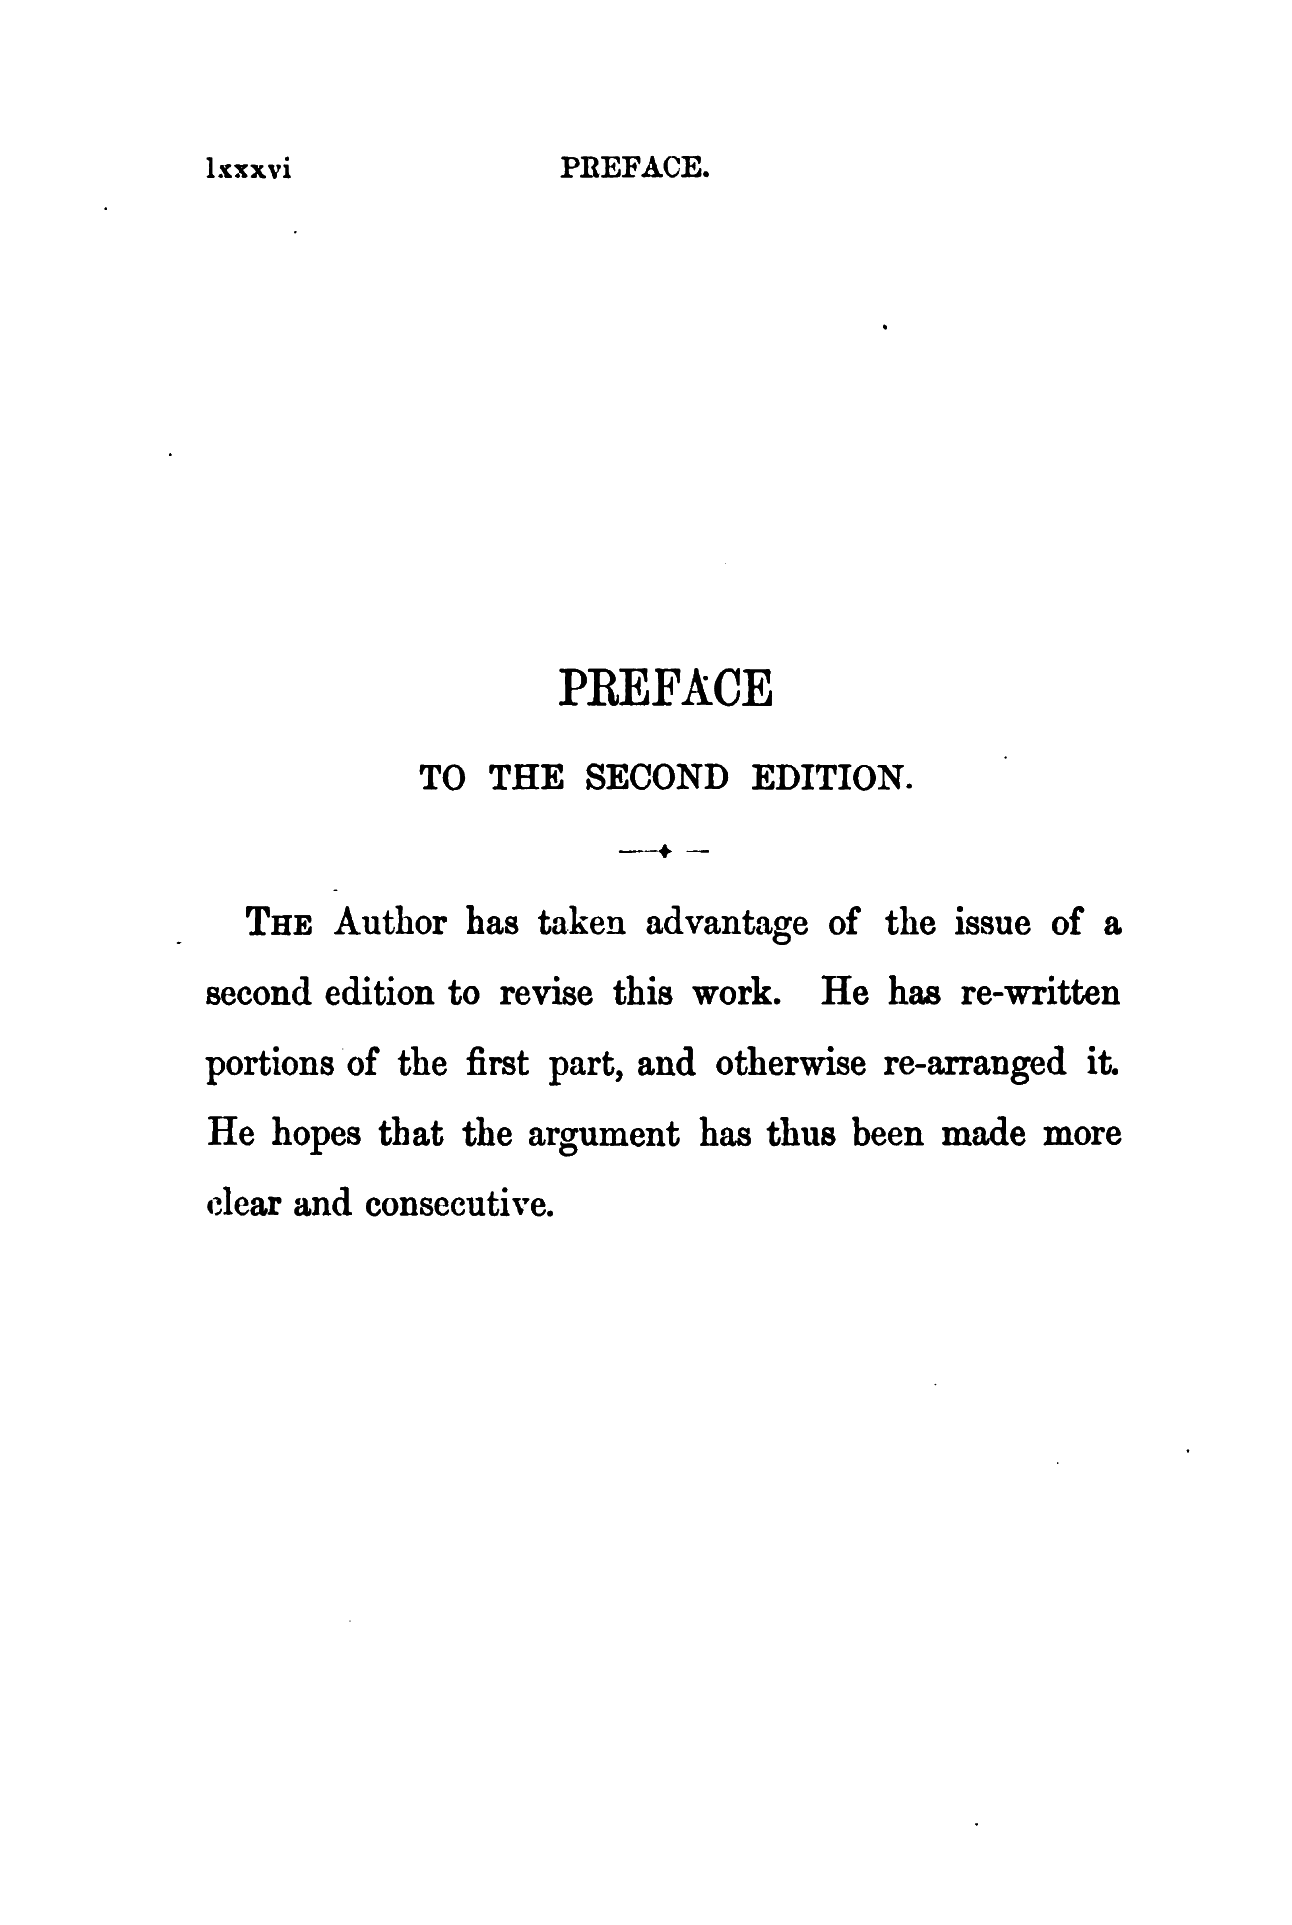 lxxxvi PREFACE.
PREFACE
TO THE SECOND EDITION.
THE Author has taken advantage of the issue of a
second edition to revise this work. He has re-written
portions of the first part, and otherwise re-arranged it.
He hopes that the argument has thus been made more
clear and consecutive.